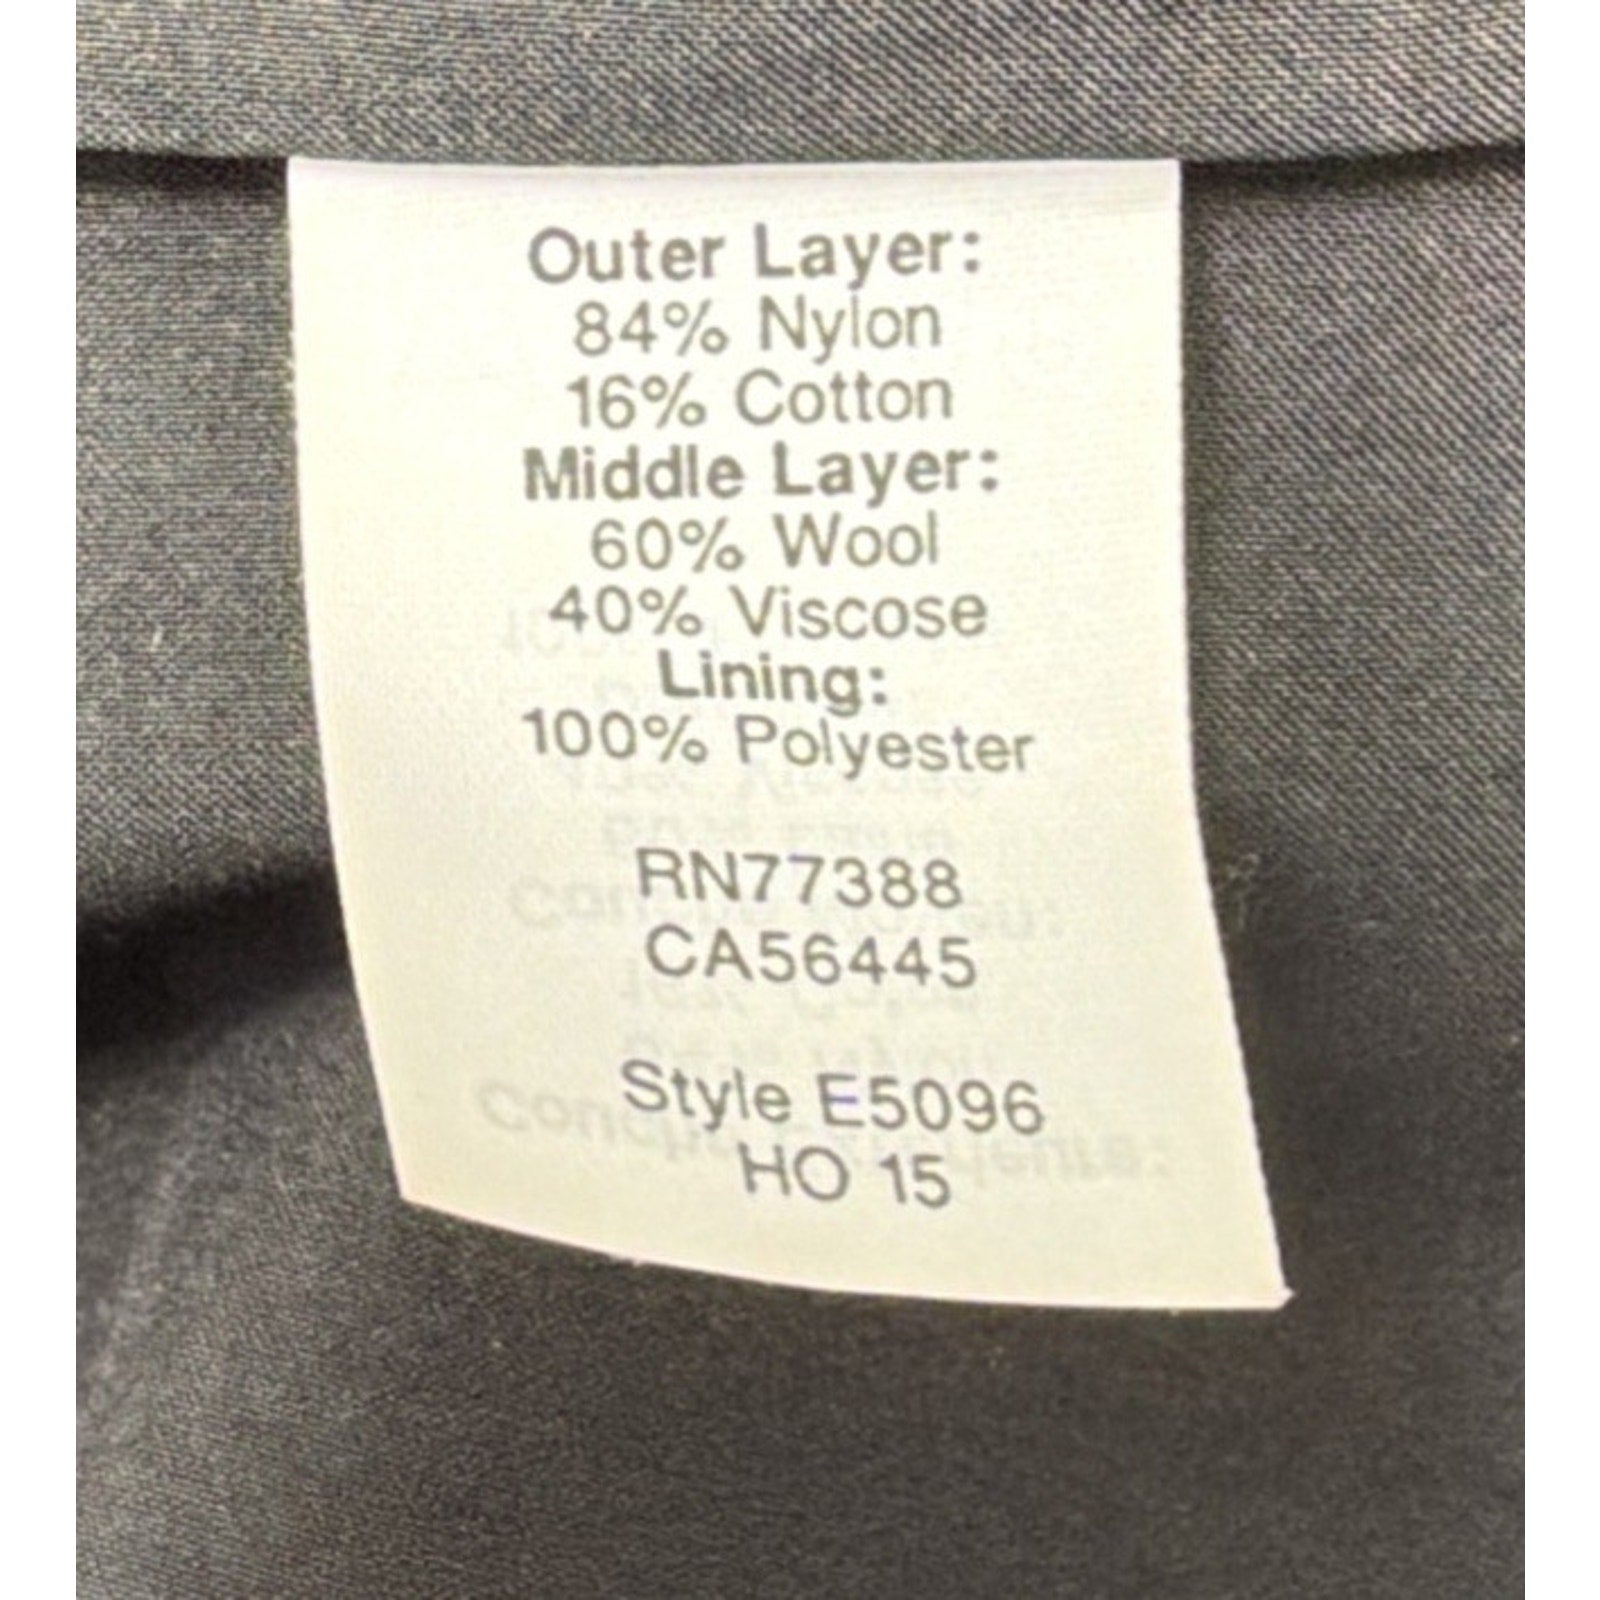 Outer Layer:
84% Nylon
16% Cotton
Middle Layer:
60% Wool
40% Viscose
Lining:
100% Polyester
RN77388
CA56445
Style E5096
HO 15